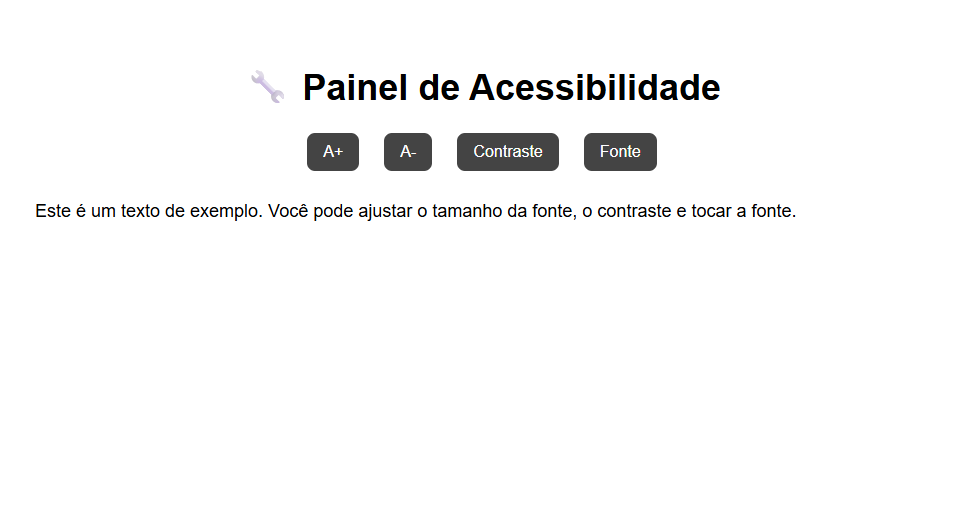 🔧 Painel de Acessibilidade
A+ A- Contraste Fonte
Este é um texto de exemplo. Você pode ajustar o tamanho da fonte, o contraste e tocar a fonte.